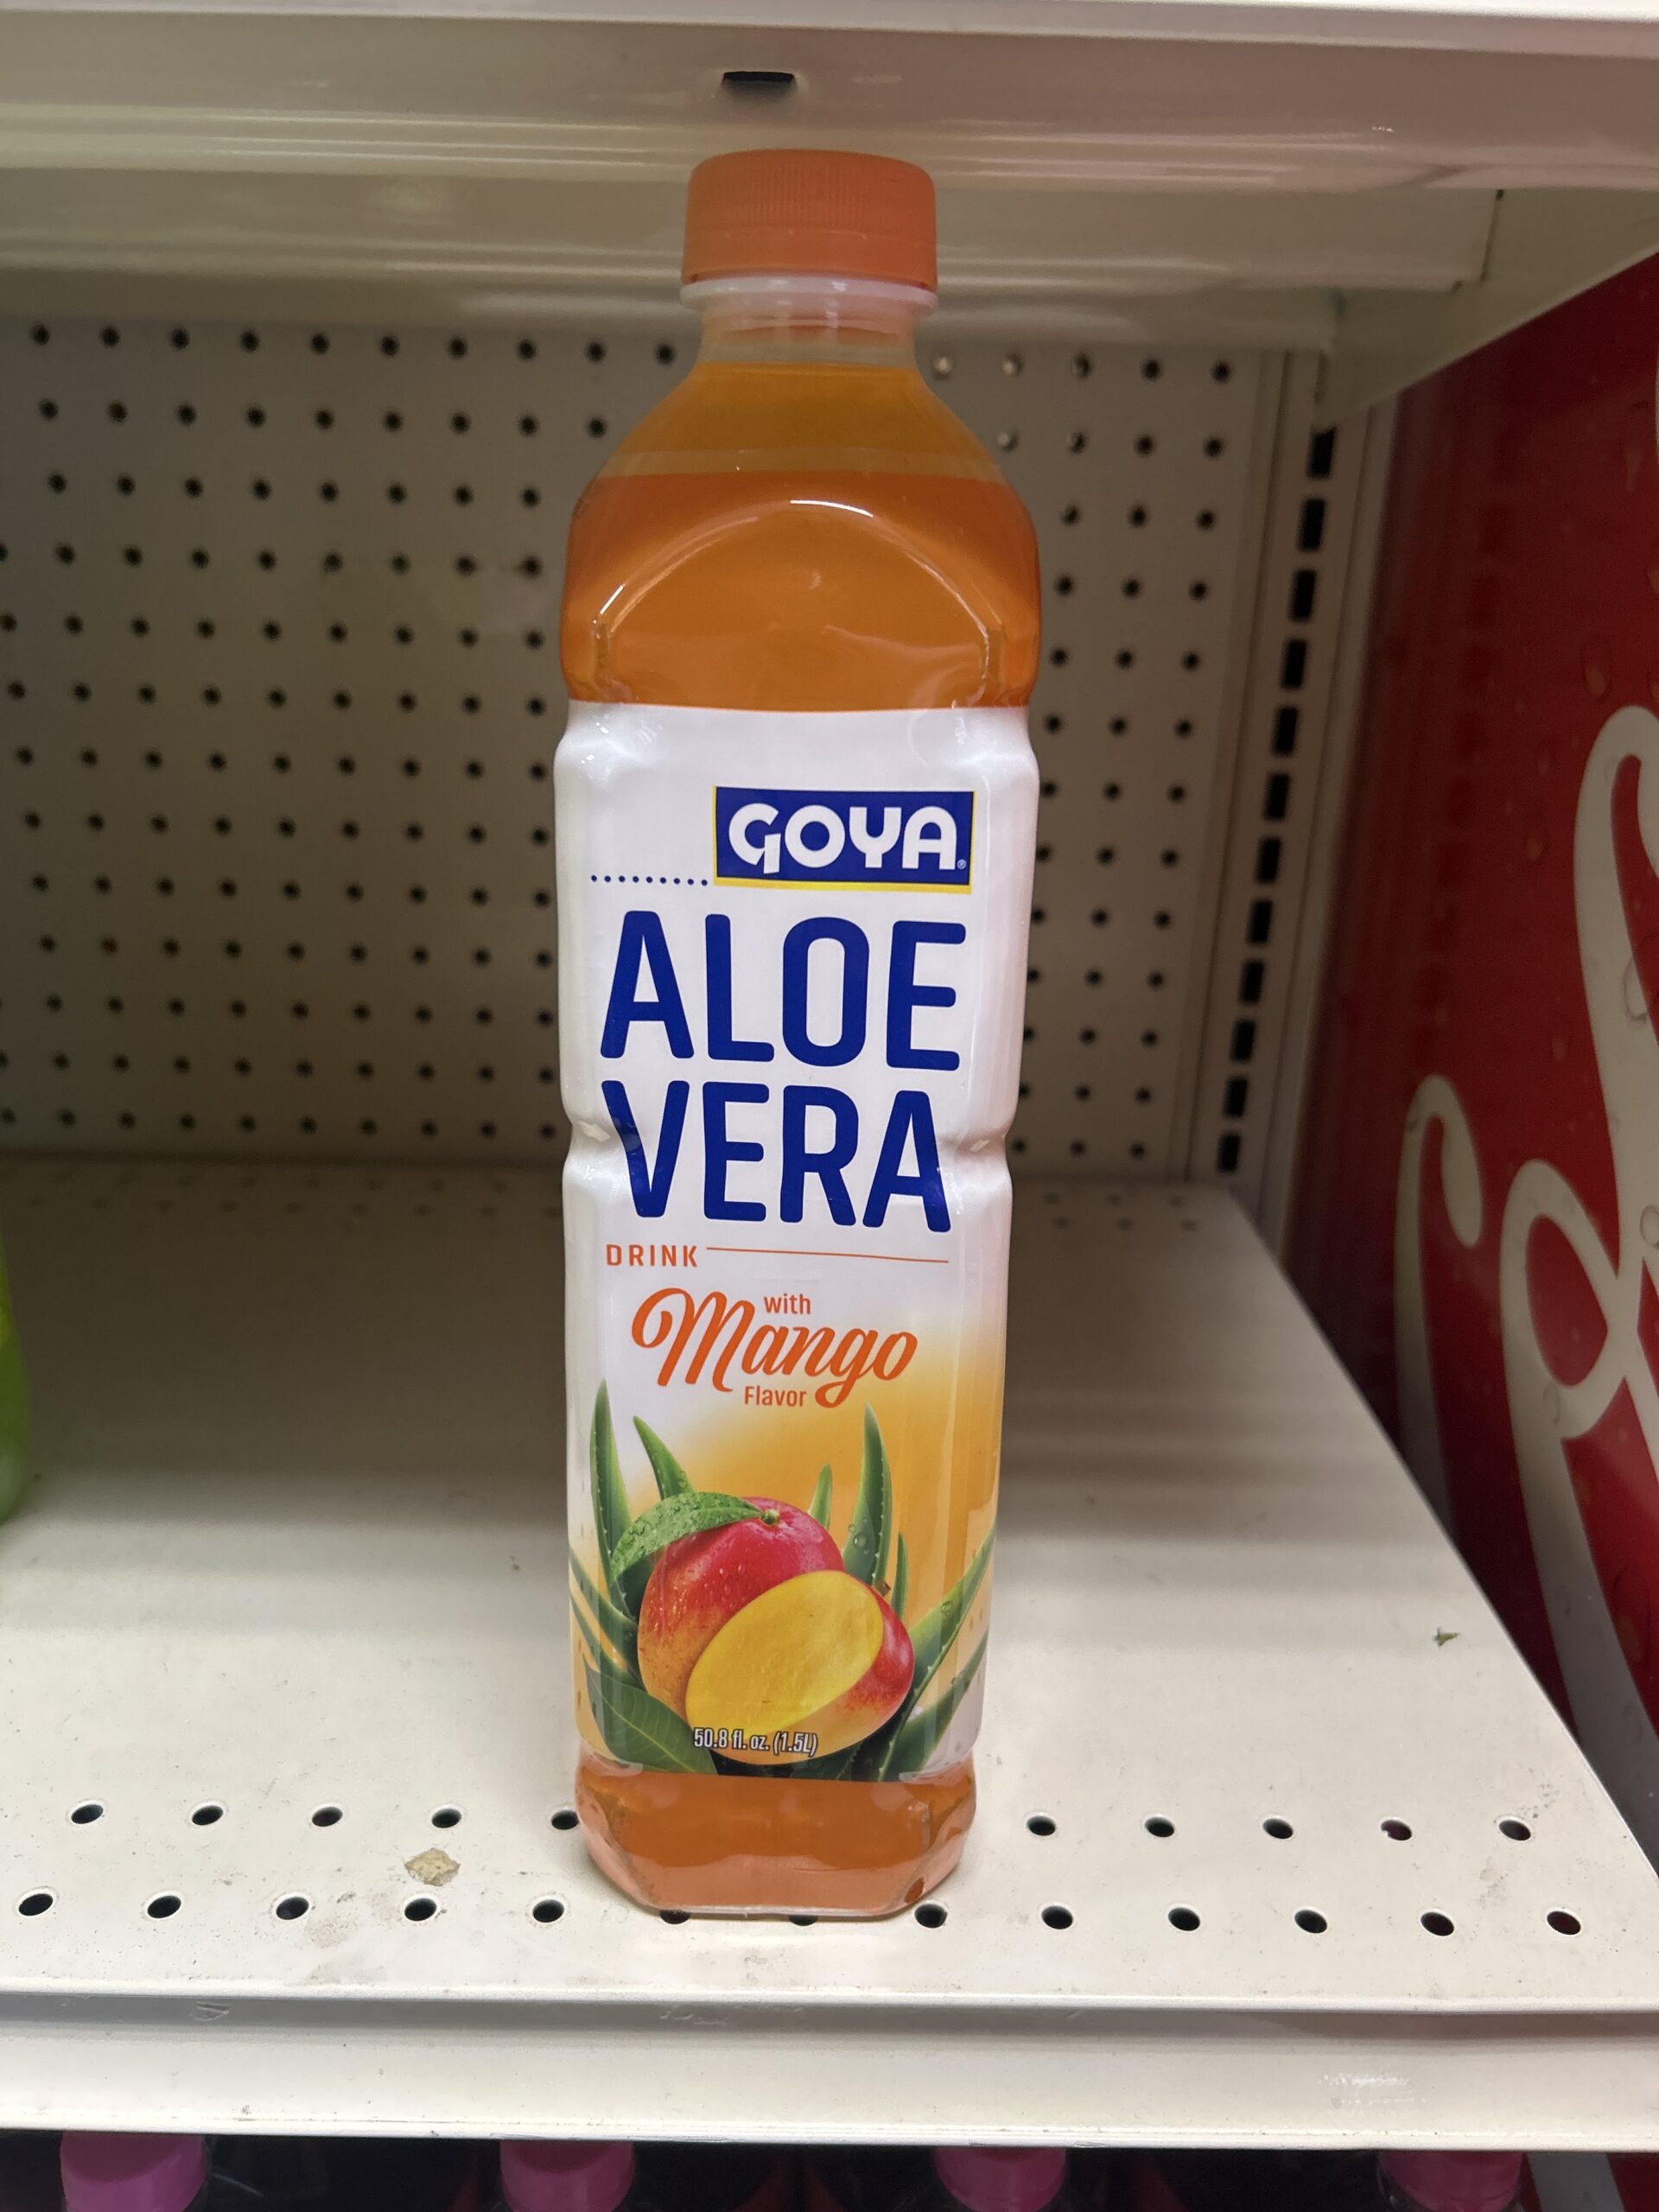 GOYA®
ALOE
VERA
DRINK
with
Mango
Flavor
50.8 fl. oz. (1.5L)